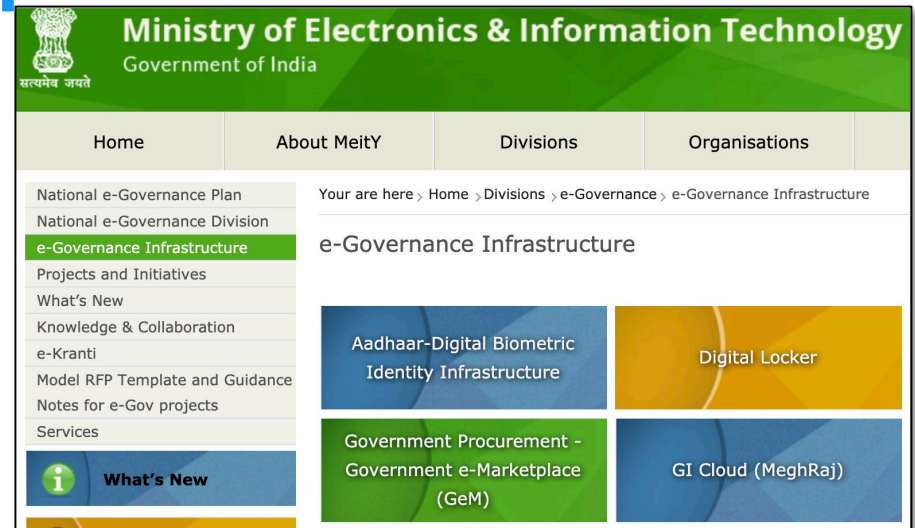 Ministry of Electronics & Information Technology
Government of India
सत्यमेव जयते
Home
About MeitY
Divisions
Organisations
National e-Governance Plan
National e-Governance Division
e-Governance Infrastructure
Projects and Initiatives
What's New
Knowledge & Collaboration
e-Kranti
Model RFP Template and Guidance
Notes for e-Gov projects
Services
What's New
Your are here > Home > Divisions > e-Governance > e-Governance Infrastructure
e-Governance Infrastructure
Aadhaar-Digital Biometric
Identity Infrastructure
Digital Locker
Government Procurement -
Government e-Marketplace
(GeM)
GI Cloud (MeghRaj)